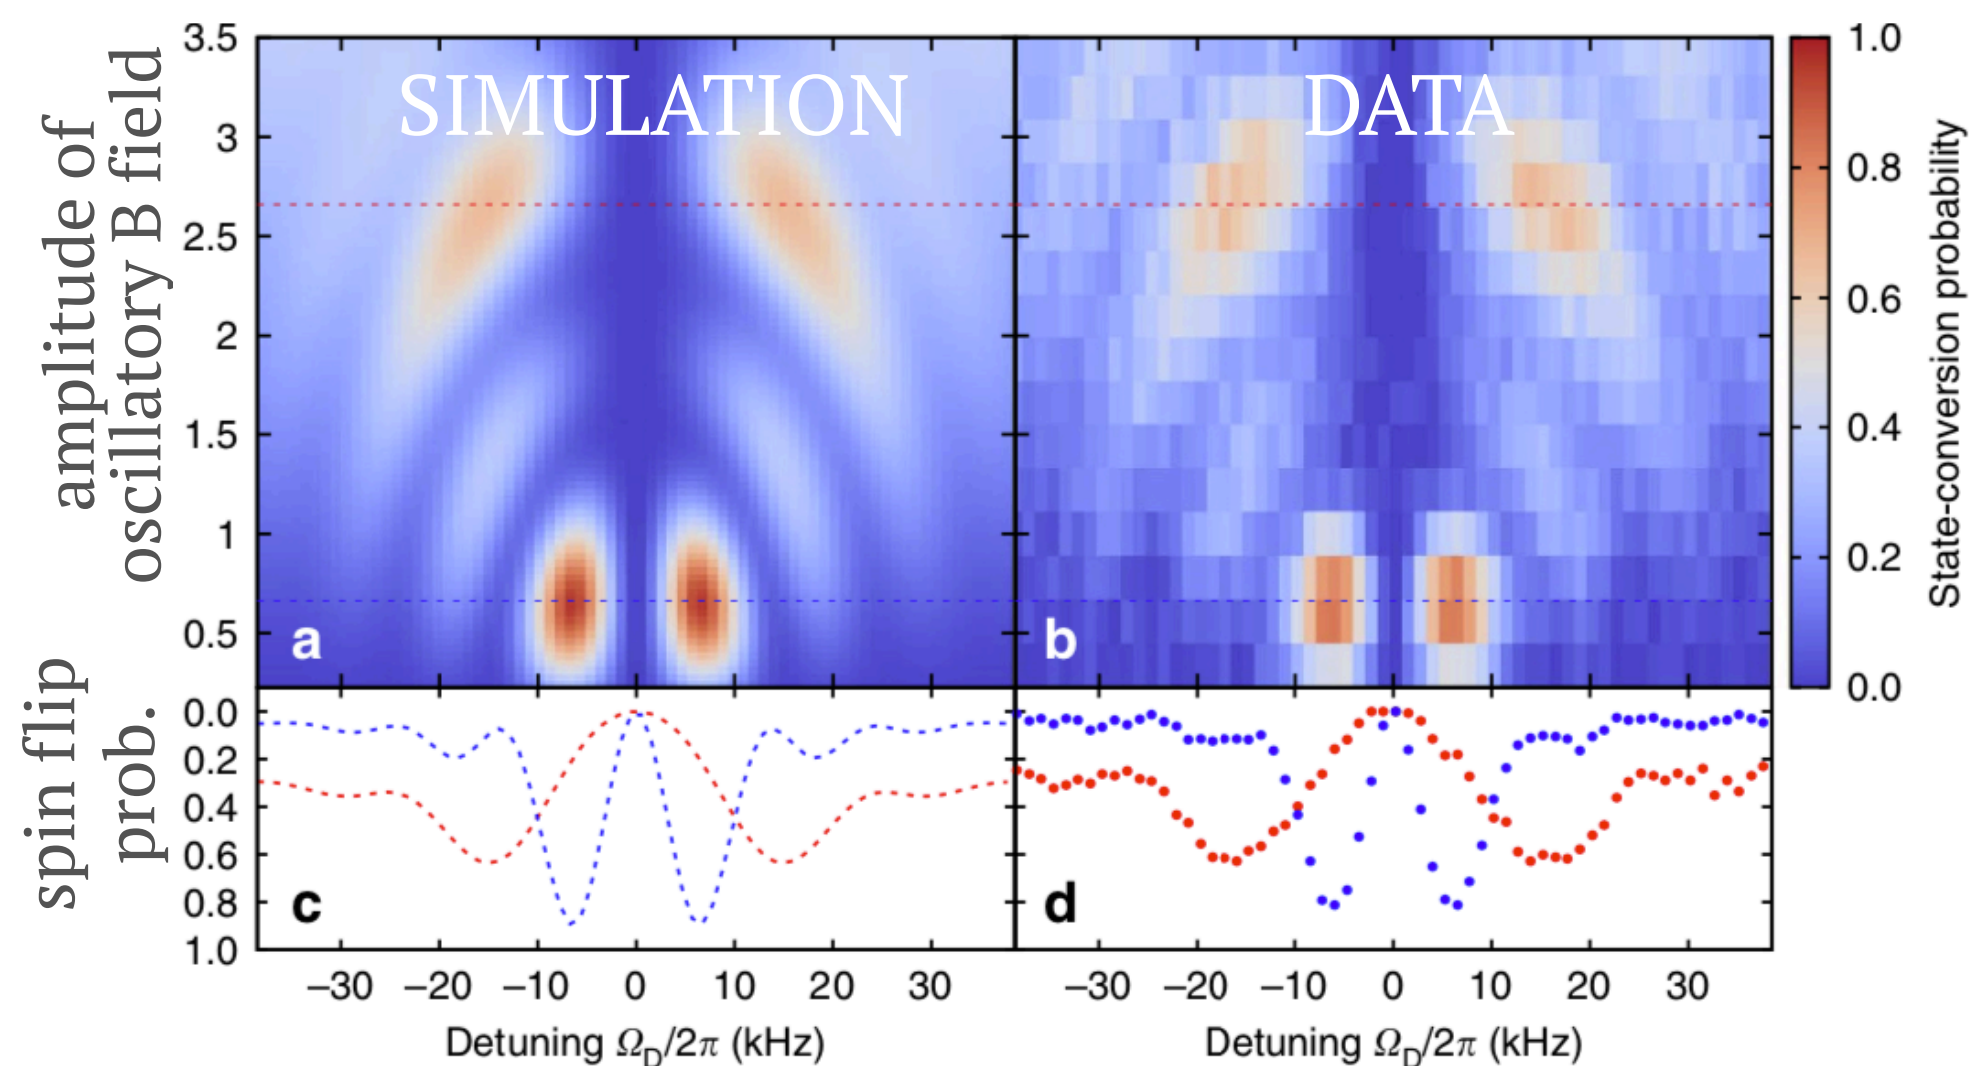 amplitude of
oscillatory B field
3.5
3
2.5
2
1.5
1
0.5
SIMULATION
a
DATA
b
1.0
0.8
0.6
0.4
0.2
0.0
State-conversion probability
spin flip
prob.
0.0
0.2
0.4
0.6
0.8
1.0
c
d
–30 –20 –10 0 10 20 30
–30 –20 –10 0 10 20 30
Detuning Ω_D/2π (kHz)
Detuning Ω_D/2π (kHz)